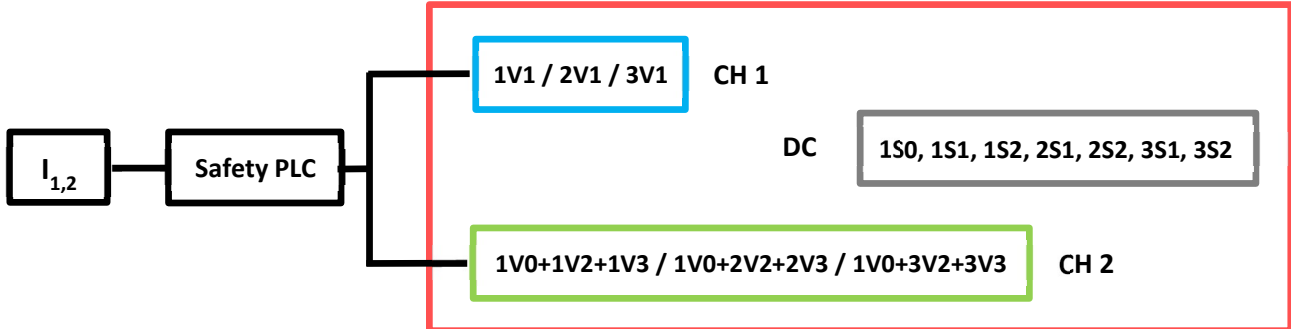 1V1 / 2V1 / 3V1
CH 1
I1,2
Safety PLC
DC
1S0, 1S1, 1S2, 2S1, 2S2, 3S1, 3S2
1V0+1V2+1V3 / 1V0+2V2+2V3 / 1V0+3V2+3V3
CH 2